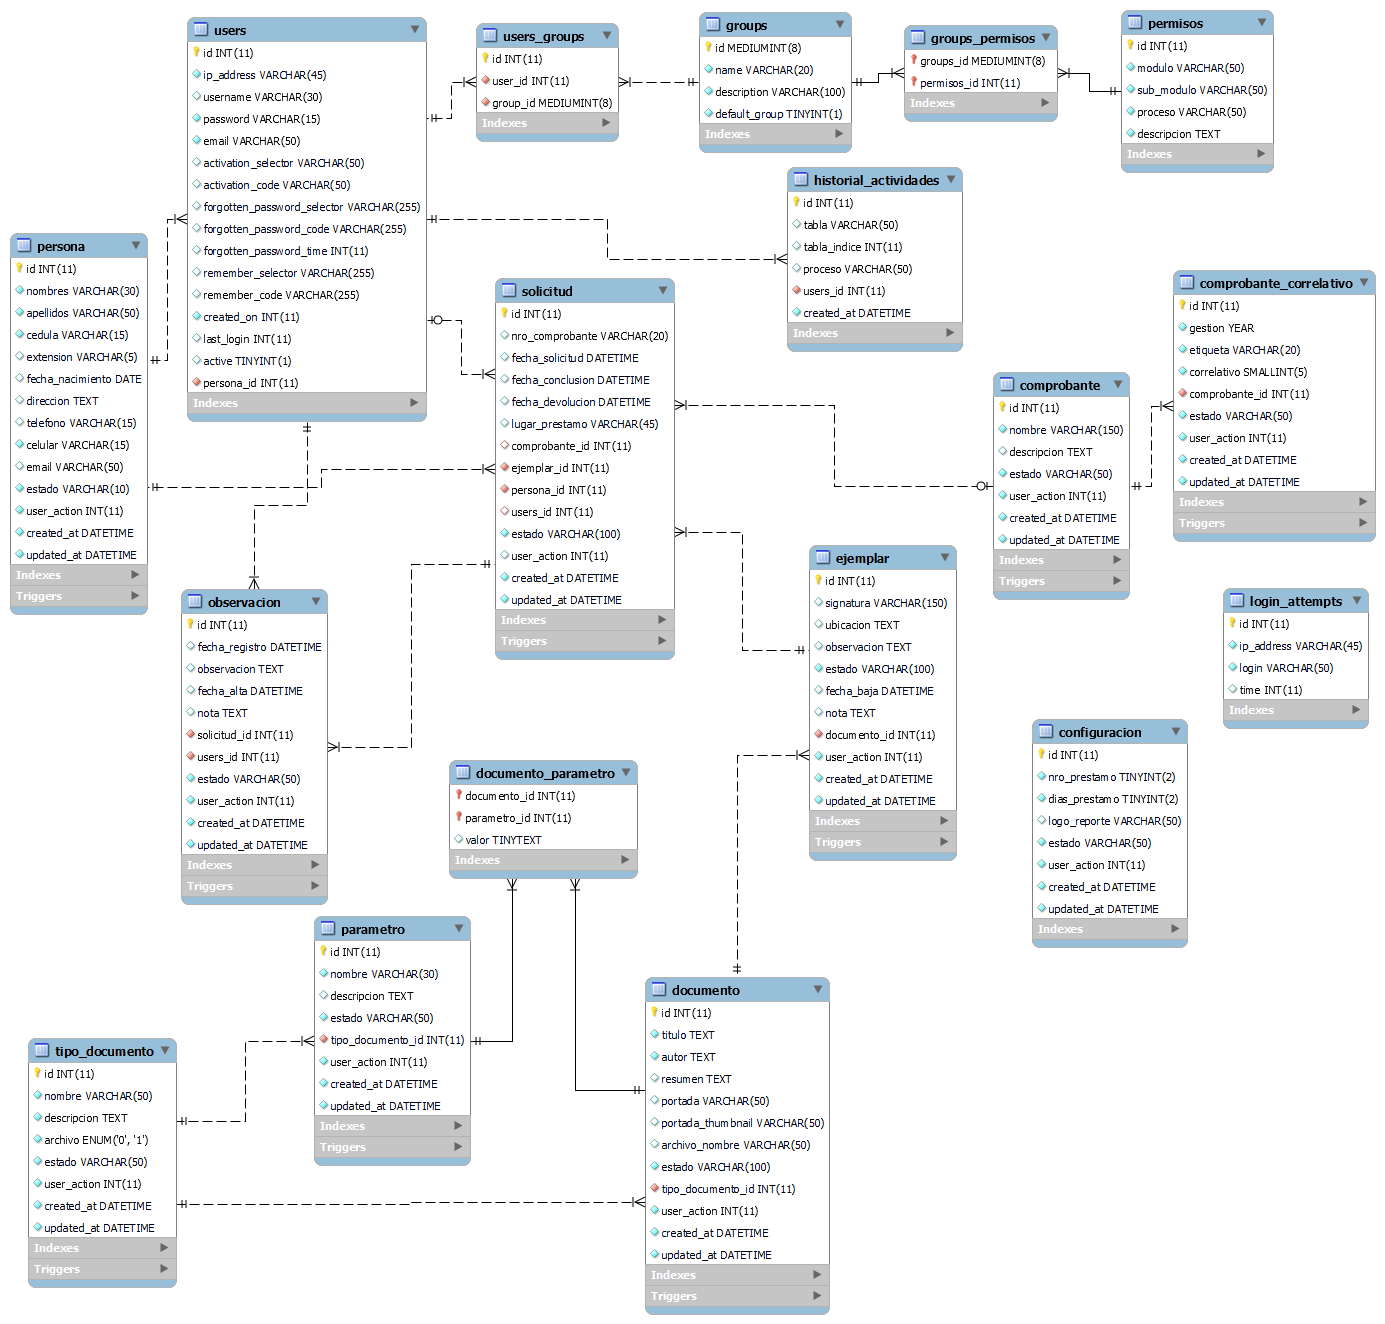 users
id INT(11)
ip_address VARCHAR(45)
username VARCHAR(30)
password VARCHAR(15)
email VARCHAR(50)
activation_selector VARCHAR(50)
activation_code VARCHAR(50)
forgotten_password_selector VARCHAR(255)
forgotten_password_code VARCHAR(255)
forgotten_password_time INT(11)
remember_selector VARCHAR(255)
remember_code VARCHAR(255)
created_on INT(11)
last_login INT(11)
active TINYINT(1)
persona_id INT(11)
Indexes
users_groups
id INT(11)
user_id INT(11)
group_id MEDIUMINT(8)
Indexes
groups
id MEDIUMINT(8)
name VARCHAR(20)
description VARCHAR(100)
default_group TINYINT(1)
Indexes
groups_permisos
groups_id MEDIUMINT(8)
permisos_id INT(11)
Indexes
permisos
id INT(11)
modulo VARCHAR(50)
sub_modulo VARCHAR(50)
proceso VARCHAR(50)
descripcion TEXT
Indexes
historial_actividades
id INT(11)
tabla VARCHAR(50)
tabla_indice INT(11)
proceso VARCHAR(50)
users_id INT(11)
created_at DATETIME
Indexes
persona
id INT(11)
nombres VARCHAR(30)
apellidos VARCHAR(50)
cedula VARCHAR(15)
extension VARCHAR(5)
fecha_nacimiento DATE
direccion TEXT
telefono VARCHAR(15)
celular VARCHAR(15)
email VARCHAR(50)
estado VARCHAR(10)
user_action INT(11)
created_at DATETIME
updated_at DATETIME
Indexes
Triggers
solicitud
id INT(11)
nro_comprobante VARCHAR(20)
fecha_solicitud DATETIME
fecha_conclusion DATETIME
fecha_devolucion DATETIME
lugar_prestamo VARCHAR(45)
comprobante_id INT(11)
ejemplar_id INT(11)
persona_id INT(11)
users_id INT(11)
estado VARCHAR(100)
user_action INT(11)
created_at DATETIME
updated_at DATETIME
Indexes
Triggers
comprobante
id INT(11)
nombre VARCHAR(150)
descripcion TEXT
estado VARCHAR(50)
user_action INT(11)
created_at DATETIME
updated_at DATETIME
Indexes
Triggers
comprobante_correlativo
id INT(11)
gestion YEAR
etiqueta VARCHAR(20)
correlativo SMALLINT(5)
comprobante_id INT(11)
estado VARCHAR(50)
user_action INT(11)
created_at DATETIME
updated_at DATETIME
Indexes
Triggers
observacion
id INT(11)
fecha_registro DATETIME
observacion TEXT
fecha_alta DATETIME
nota TEXT
solicitud_id INT(11)
users_id INT(11)
estado VARCHAR(50)
user_action INT(11)
created_at DATETIME
updated_at DATETIME
Indexes
Triggers
ejemplar
id INT(11)
signatura VARCHAR(150)
ubicacion TEXT
observacion TEXT
estado VARCHAR(100)
fecha_baja DATETIME
nota TEXT
documento_id INT(11)
user_action INT(11)
created_at DATETIME
updated_at DATETIME
Indexes
Triggers
login_attempts
id INT(11)
ip_address VARCHAR(45)
login VARCHAR(50)
time INT(11)
Indexes
configuracion
id INT(11)
nro_prestamo TINYINT(2)
dias_prestamo TINYINT(2)
logo_reporte VARCHAR(50)
estado VARCHAR(50)
user_action INT(11)
created_at DATETIME
updated_at DATETIME
Indexes
documento_parametro
documento_id INT(11)
parametro_id INT(11)
valor TINYTEXT
Indexes
parametro
id INT(11)
nombre VARCHAR(30)
descripcion TEXT
estado VARCHAR(50)
tipo_documento_id INT(11)
user_action INT(11)
created_at DATETIME
updated_at DATETIME
Indexes
Triggers
tipo_documento
id INT(11)
nombre VARCHAR(50)
descripcion TEXT
archivo ENUM('0', '1')
estado VARCHAR(50)
user_action INT(11)
created_at DATETIME
updated_at DATETIME
Indexes
Triggers
documento
id INT(11)
titulo TEXT
autor TEXT
resumen TEXT
portada VARCHAR(50)
portada_thumbnail VARCHAR(50)
archivo_nombre VARCHAR(50)
estado VARCHAR(100)
tipo_documento_id INT(11)
user_action INT(11)
created_at DATETIME
updated_at DATETIME
Indexes
Triggers